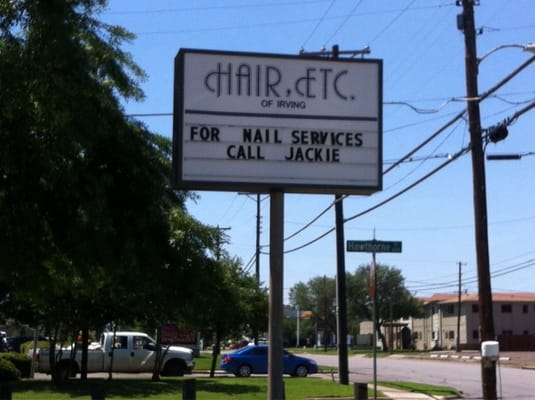 HAIR, ETC.
OF IRVING
FOR NAIL SERVICES
CALL JACKIE
Hawthorne